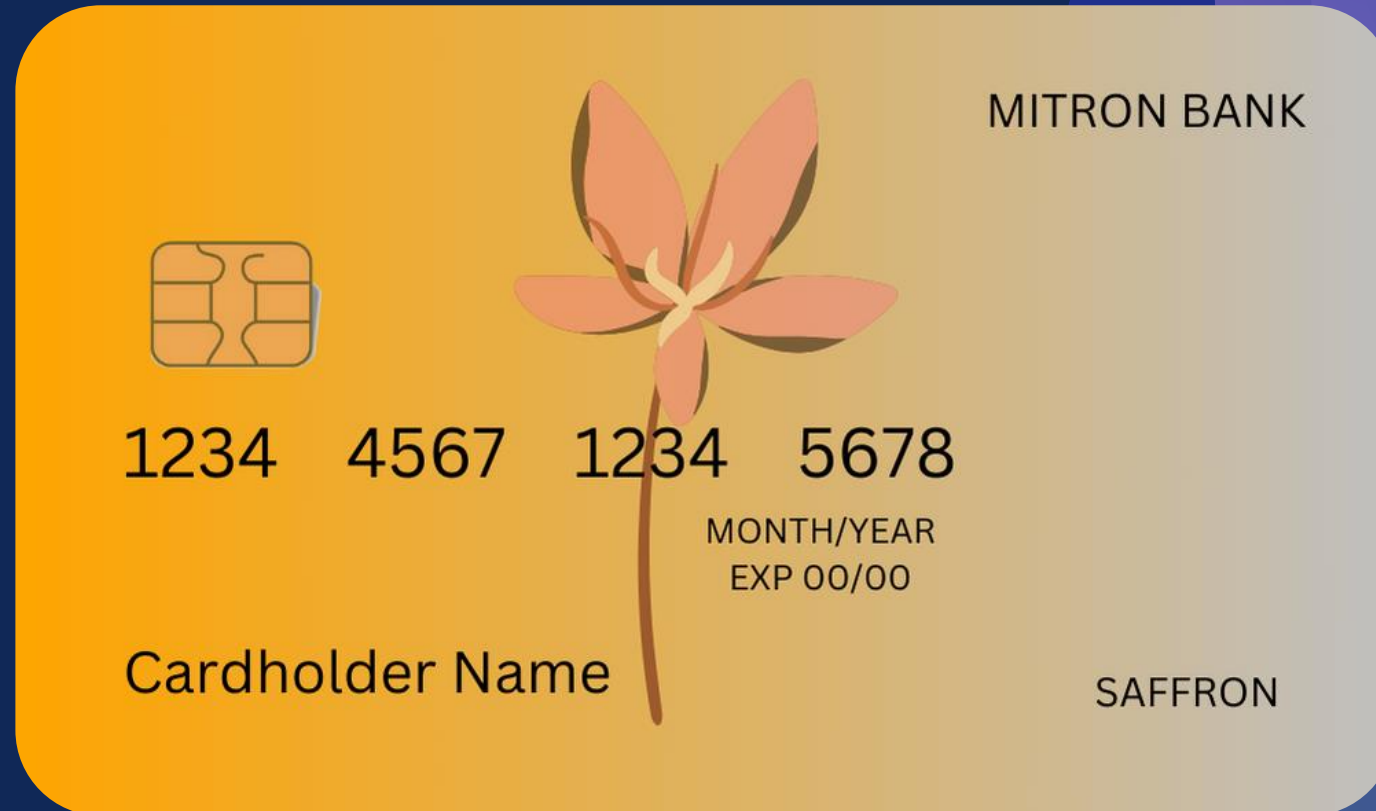 MITRON BANK
1234 4567 1234 5678
MONTH/YEAR
EXP 00/00
Cardholder Name
SAFFRON